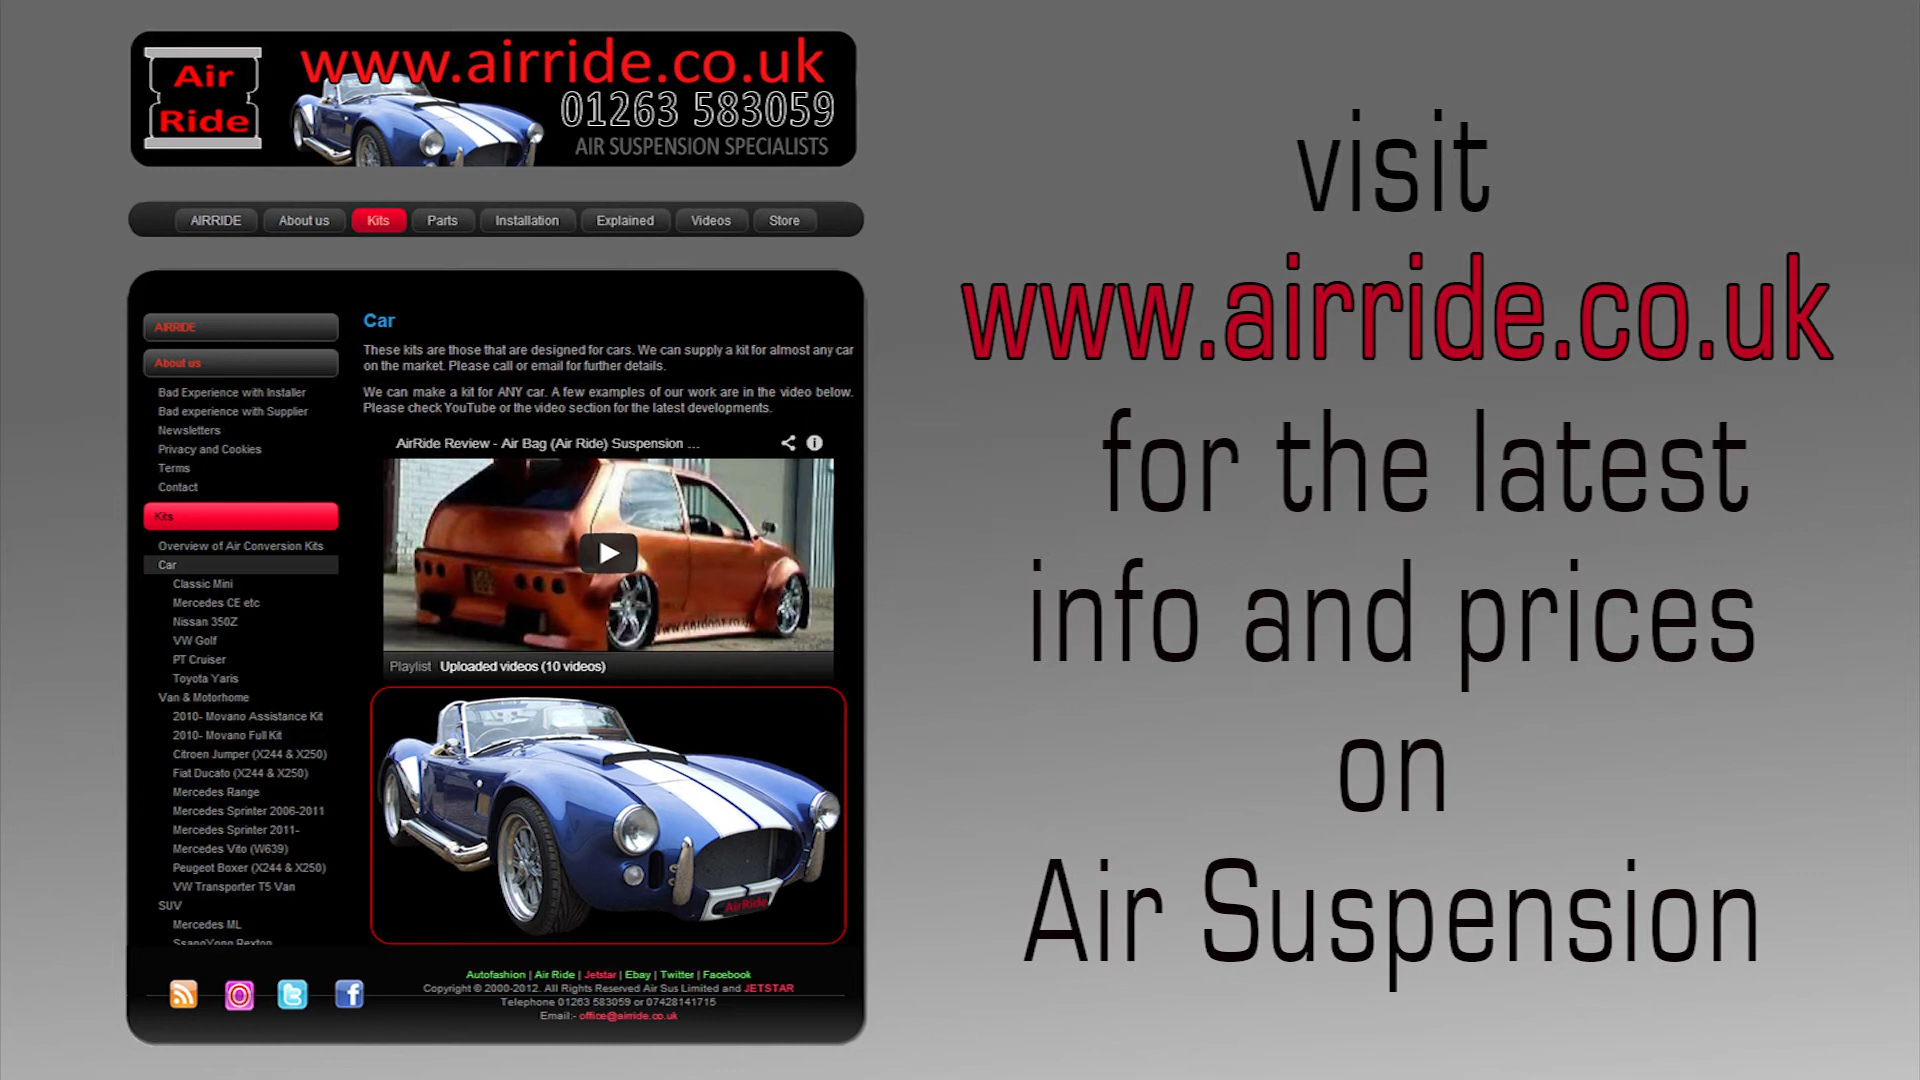 Air
Ride
www.airride.co.uk
01263 583059
AIR SUSPENSION SPECIALISTS
AIRRIDE
About us
Kits
Parts
Installation
Explained
Videos
Store
AIRRIDE
About us
Bad Experience with Installer
Bad experience with Supplier
Newsletters
Privacy and Cookies
Terms
Contact
Kits
Overview of Air Conversion Kits
Car
Classic Mini
Mercedes CE etc
Nissan 350Z
VW Golf
PT Cruiser
Toyota Yaris
Van & Motorhome
2010- Movano Assistance Kit
2010- Movano Full Kit
Citroen Jumper (X244 & X250)
Fiat Ducato (X244 & X250)
Mercedes Range
Mercedes Sprinter 2006-2011
Mercedes Sprinter 2011-
Mercedes Vito (W639)
Peugeot Boxer (X244 & X250)
VW Transporter T5 Van
SUV
Mercedes ML
SsangYong Rexton
Car
These kits are those that are designed for cars. We can supply a kit for almost any car
on the market. Please call or email for further details.
We can make a kit for ANY car. A few examples of our work are in the video below.
Please check YouTube or the video section for the latest developments.
AirRide Review - Air Bag (Air Ride) Suspension ...
www.airride.co.uk
Playlist Uploaded videos (10 videos)
AirRide
Autofashion | Air Ride | Jetstar | Ebay | Twitter | Facebook
Copyright © 2000-2012. All Rights Reserved Air Sus Limited and JETSTAR
Telephone 01263 583059 or 07428141715
Email:- office@airride.co.uk
visit
www.airride.co.uk
for the latest
info and prices
on
Air Suspension